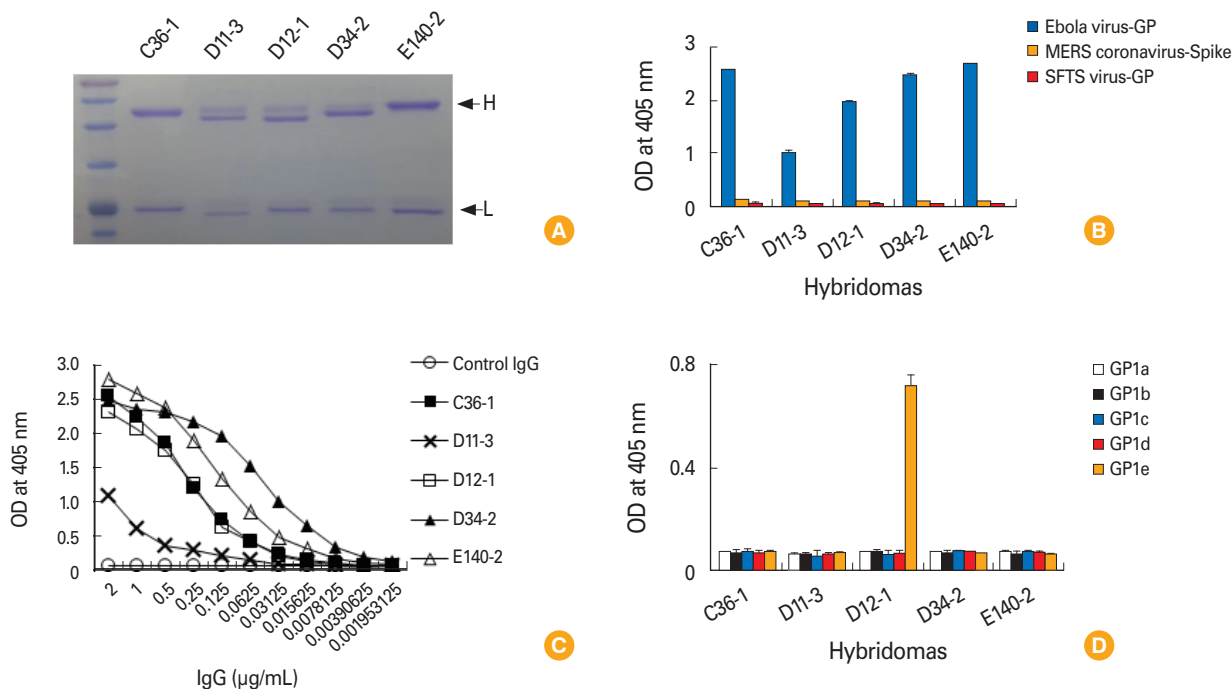 C36-1 D11-3 D12-1 D34-2 E140-2
H
L
A
Ebola virus-GP
MERS coronavirus-Spike
SFTS virus-GP
OD at 405 nm
3
2
1
0
C36-1 D11-3 D12-1 D34-2 E140-2
Hybridomas
B
OD at 405 nm
3.0
2.5
2.0
1.5
1.0
0.5
0
2 1 0.5 0.25 0.125 0.0625 0.03125 0.015625 0.0078125 0.00390625 0.001953125
IgG (μg/mL)
Control IgG
C36-1
D11-3
D12-1
D34-2
E140-2
C
OD at 405 nm
0.8
0.4
0
C36-1 D11-3 D12-1 D34-2 E140-2
Hybridomas
GP1a
GP1b
GP1c
GP1d
GP1e
D